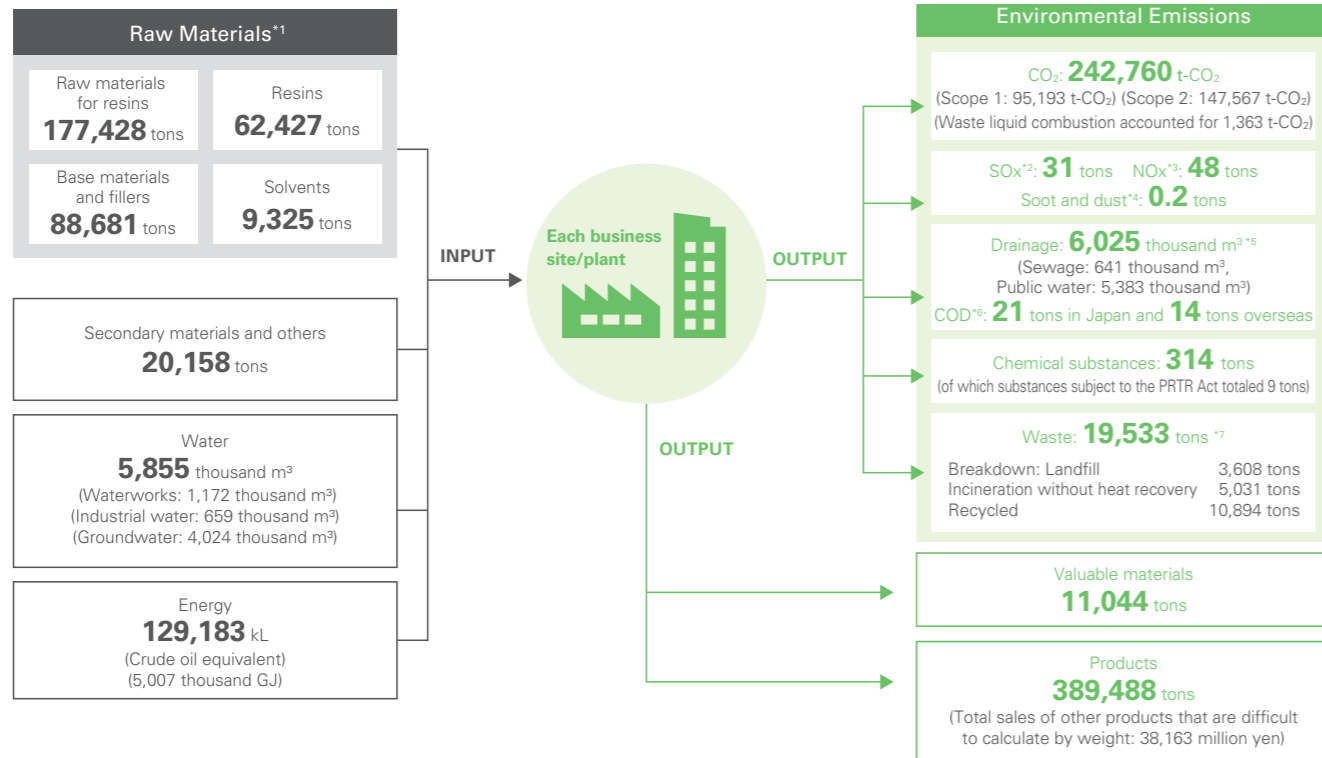 Raw Materials*1
Raw materials
for resins
177,428 tons
Resins
62,427 tons
Base materials
and fillers
88,681 tons
Solvents
9,325 tons
Secondary materials and others
20,158 tons
Water
5,855 thousand m³
(Waterworks: 1,172 thousand m³)
(Industrial water: 659 thousand m³)
(Groundwater: 4,024 thousand m³)
Energy
129,183 kL
(Crude oil equivalent)
(5,007 thousand GJ)
INPUT
Each business
site/plant
OUTPUT
OUTPUT
Environmental Emissions
CO₂: 242,760 t-CO₂
(Scope 1: 95,193 t-CO₂) (Scope 2: 147,567 t-CO₂)
(Waste liquid combustion accounted for 1,363 t-CO₂)
SOx*2: 31 tons NOx*3: 48 tons
Soot and dust*4: 0.2 tons
Drainage: 6,025 thousand m³ *5
(Sewage: 641 thousand m³,
Public water: 5,383 thousand m³)
COD*6: 21 tons in Japan and 14 tons overseas
Chemical substances: 314 tons
(of which substances subject to the PRTR Act totaled 9 tons)
Waste: 19,533 tons *7
Breakdown: Landfill 3,608 tons
Incineration without heat recovery 5,031 tons
Recycled 10,894 tons
Valuable materials
11,044 tons
Products
389,488 tons
(Total sales of other products that are difficult
to calculate by weight: 38,163 million yen)